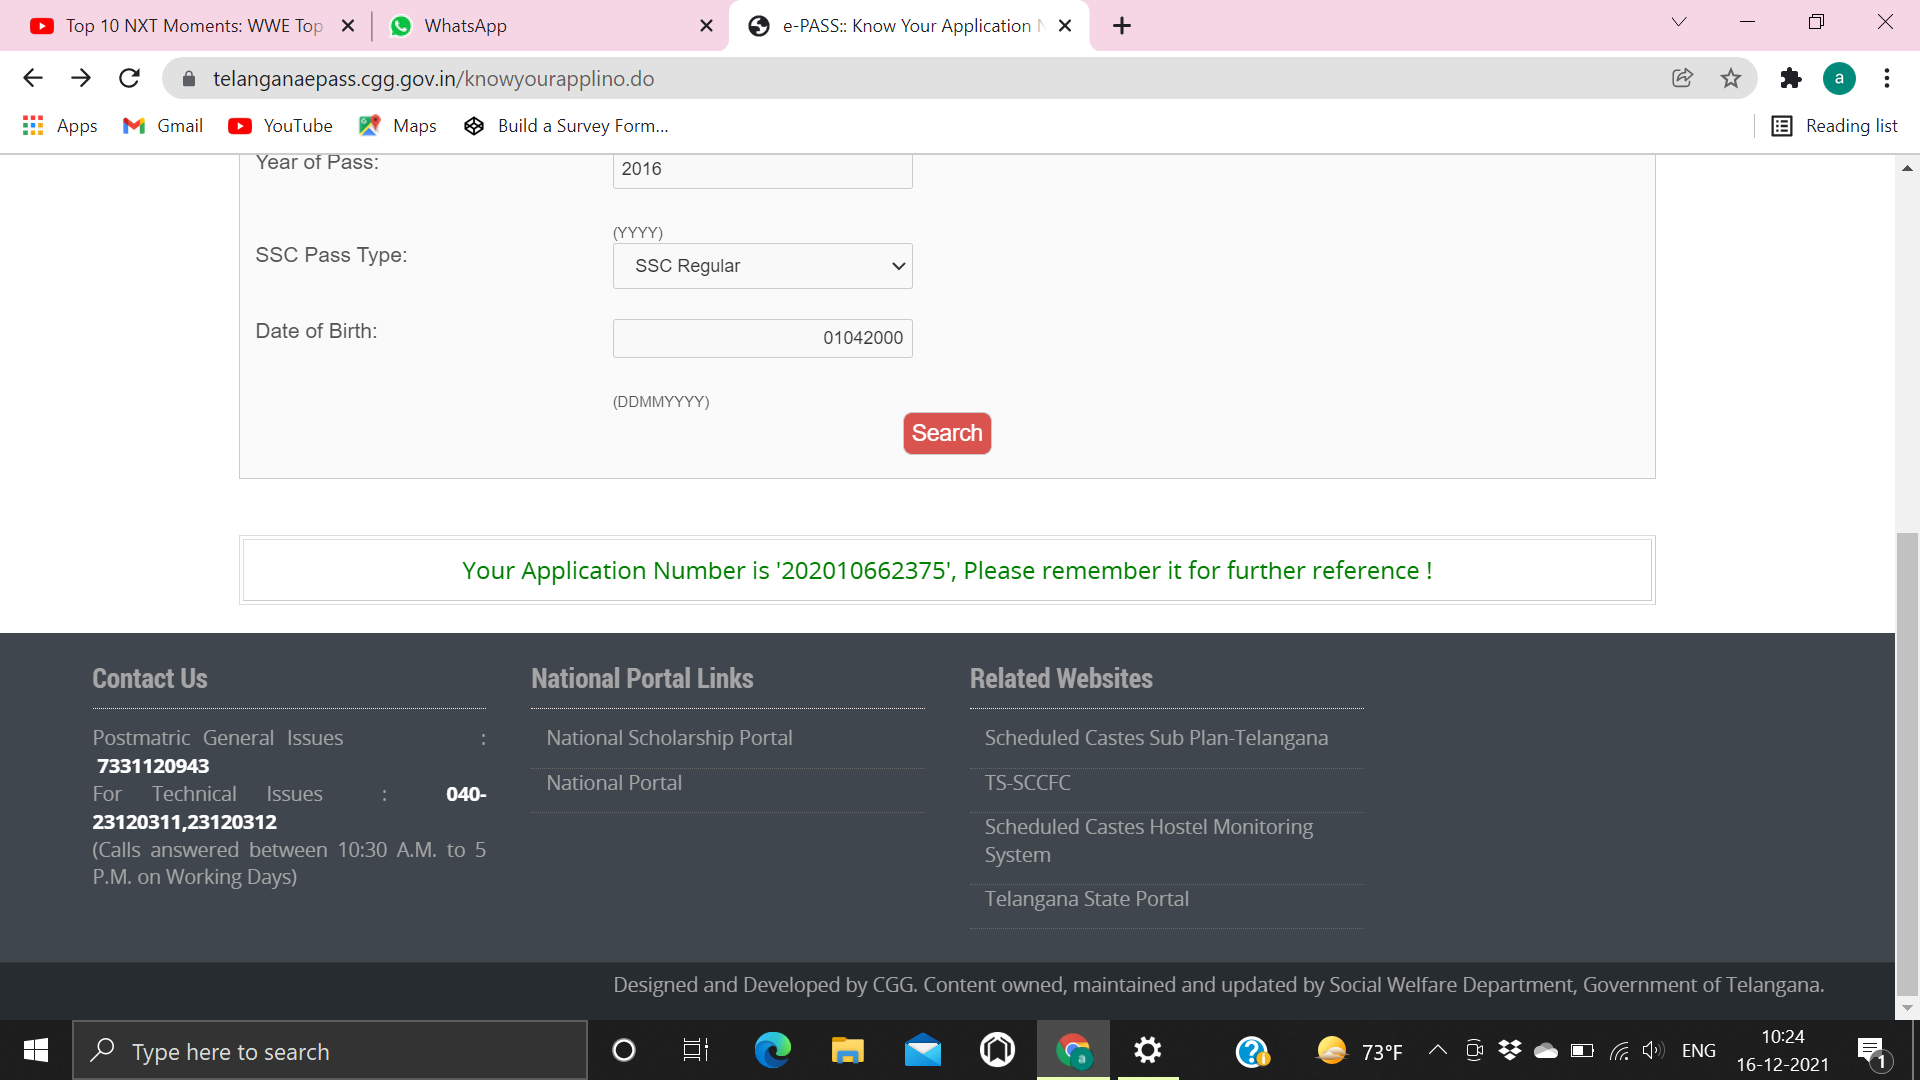 Top 10 NXT Moments: WWE Top
WhatsApp
e-PASS:: Know Your Application N
telanganaepass.cgg.gov.in/knowyourapplino.do
a
Apps
Gmail
YouTube
Maps
Build a Survey Form...
Reading list
Year of Pass:
2016
(YYYY)
SSC Pass Type:
SSC Regular
Date of Birth:
01042000
(DDMMYYYY)
Search
Your Application Number is '202010662375', Please remember it for further reference !
Contact Us
Postmatric General Issues :
7331120943
For Technical Issues : 040-
23120311,23120312
(Calls answered between 10:30 A.M. to 5
P.M. on Working Days)
National Portal Links
National Scholarship Portal
National Portal
Related Websites
Scheduled Castes Sub Plan-Telangana
TS-SCCFC
Scheduled Castes Hostel Monitoring
System
Telangana State Portal
Designed and Developed by CGG. Content owned, maintained and updated by Social Welfare Department, Government of Telangana.
Type here to search
a
73°F
ENG
10:24
16-12-2021
1